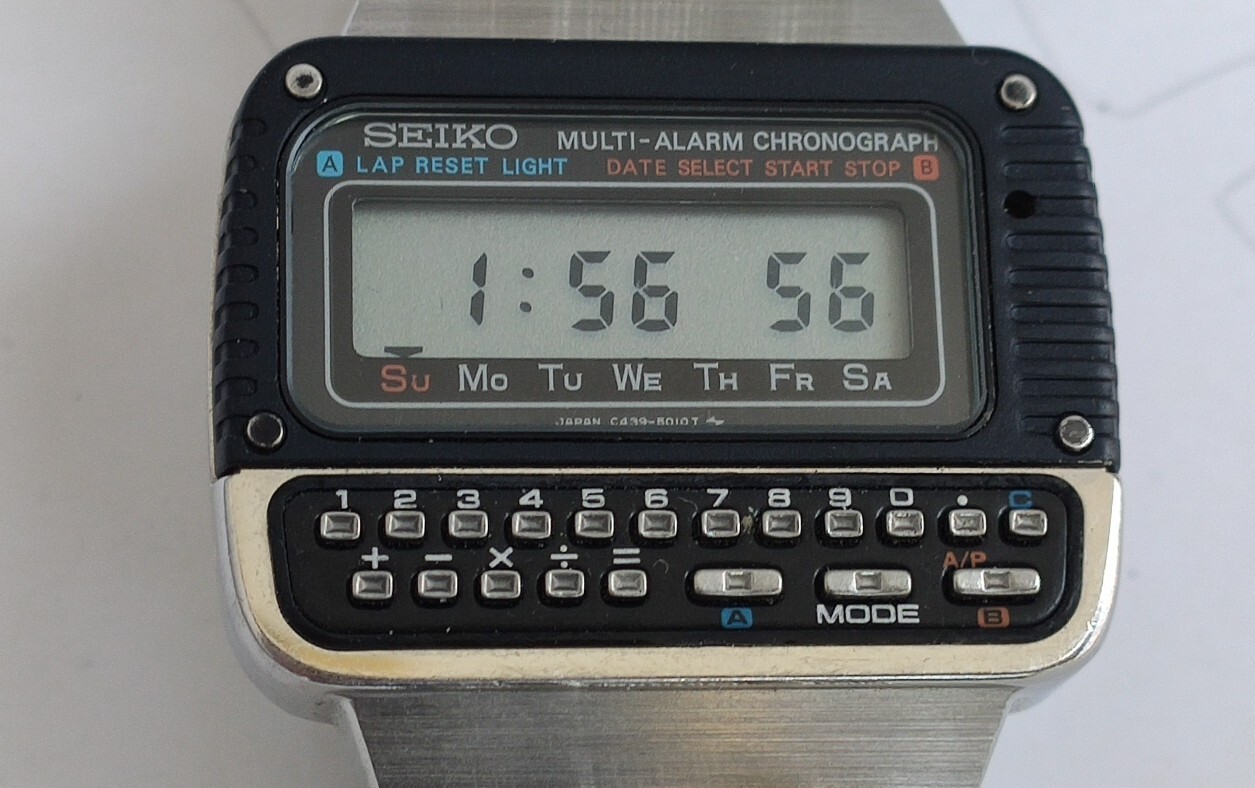 SEIKO MULTI-ALARM CHRONOGRAPH
A LAP RESET LIGHT DATE SELECT START STOP B
1:56 56
SU MO TU WE TH FR SA
JAPAN C439-5010T
1 2 3 4 5 6 7 8 9 0 . C
+ - × ÷ = A/P
A MODE B